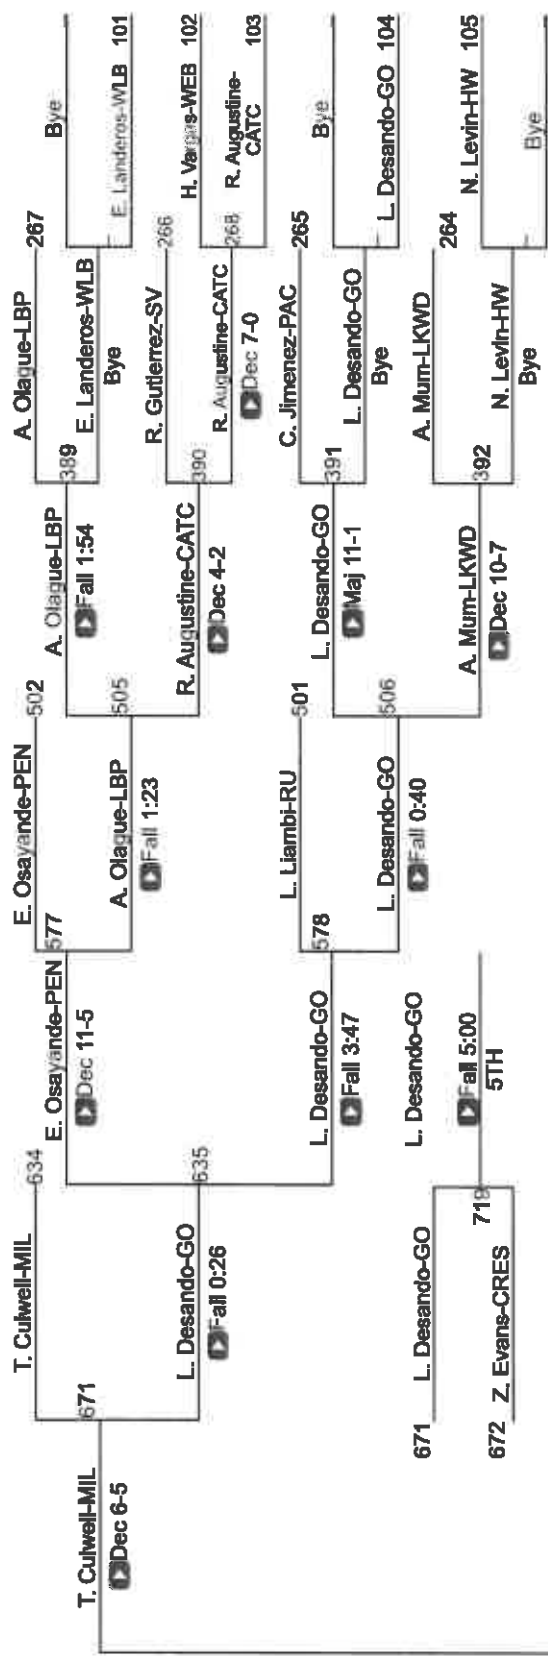 Bye
E. Landeros-WLB 101
H. Vargas-WEB 102
R. Augustine-
CATC
103
Bye
L. Desando-GO 104
N. Levin-HW 105
Bye
A. Olague-LBP 267
E. Landeros-WLB
Bye
R. Gutierrez-SV 266
R. Augustine-CATC 268
Dec 7-0
C. Jimenez-PAC 265
L. Desando-GO
Bye
A. Mum-LKWD 264
N. Levin-HW
Bye
A. Olague-LBP 389
Fall 1:54
R. Augustine-CATC 390
Dec 4-2
L. Desando-GO 391
Maj 11-1
A. Mum-LKWD 392
Dec 10-7
E. Osayande-PEN 502
A. Olague-LBP 505
Fall 1:23
L. Liambi-RU 501
L. Desando-GO 506
Fall 0:40
E. Osayande-PEN 577
Dec 11-5
L. Desando-GO 578
Fall 3:47
T. Culwell-MIL 634
L. Desando-GO 635
Fall 0:26
T. Culwell-MIL 671
Dec 6-5
671 L. Desando-GO
672 Z. Evans-CRES
719
L. Desando-GO
Fall 5:00
5TH